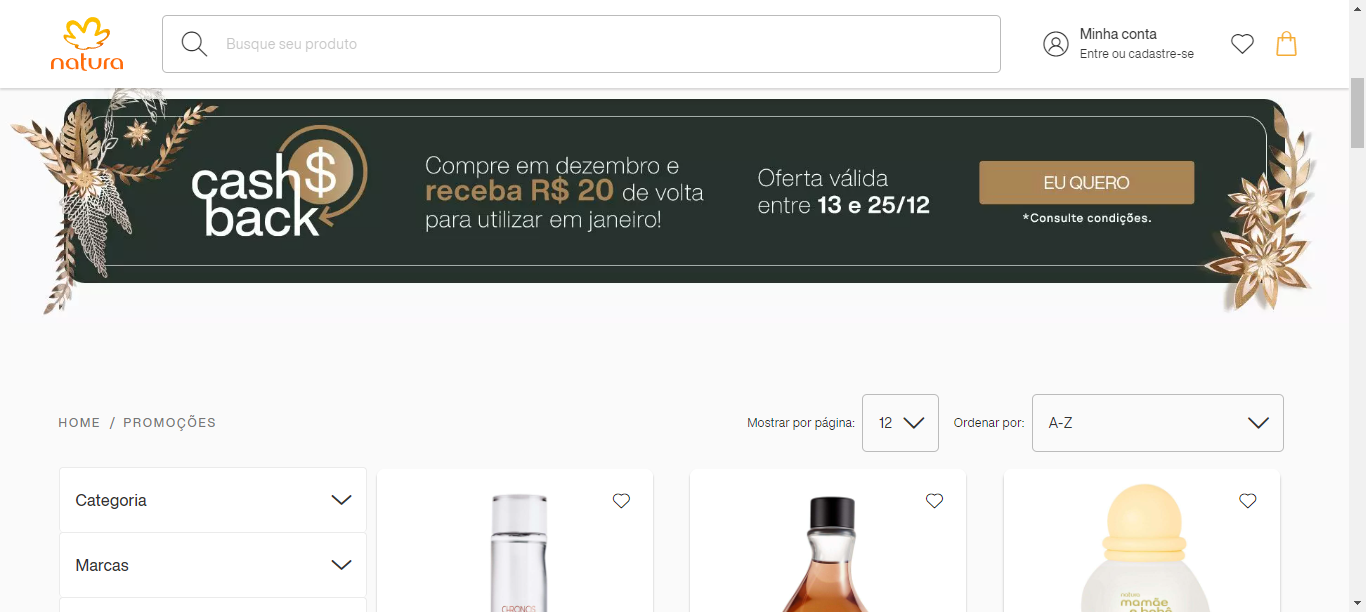 natura
Busque seu produto
Minha conta
Entre ou cadastre-se
cash $
back
Compre em dezembro e
receba R$ 20 de volta
para utilizar em janeiro!
Oferta válida
entre 13 e 25/12
EU QUERO
*Consulte condições.
HOME / PROMOÇÕES
Mostrar por página:
12
Ordenar por:
A-Z
Categoria
Marcas
CHRONOS
natura
mamãe
e bebê